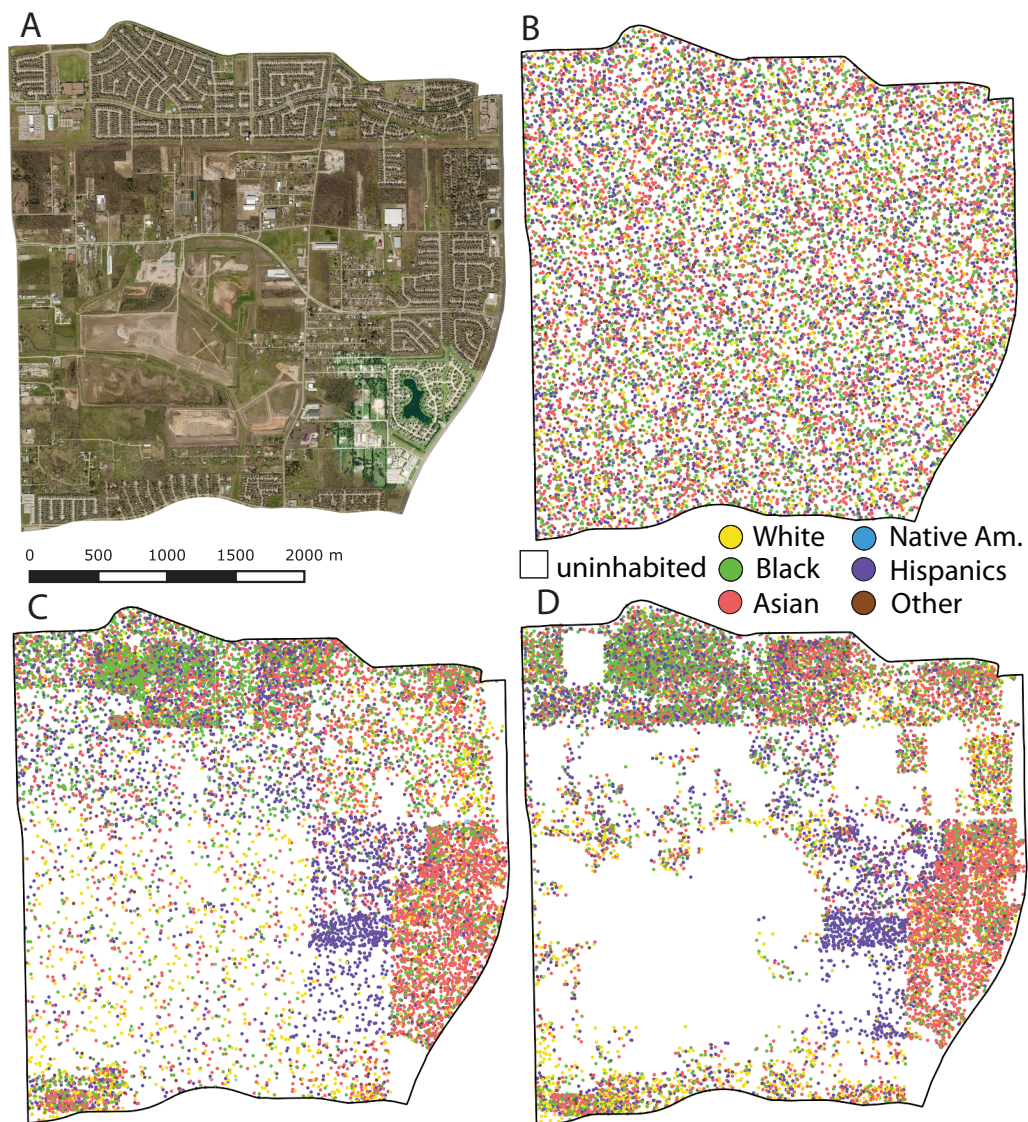 A
B
0 500 1000 1500 2000 m
uninhabited
White
Native Am.
Black
Hispanics
Asian
Other
C
D